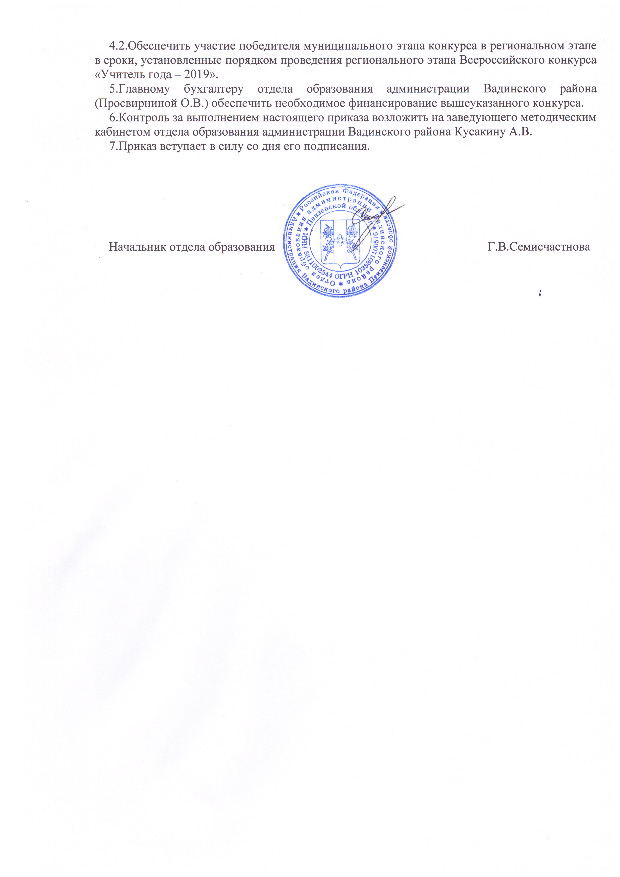 4.2.Обеспечить участие победителя муниципального этапа конкурса в региональном этапе
в сроки, установленные порядком проведения регионального этапа Всероссийского конкурса
«Учитель года – 2019».
5.Главному бухгалтеру отдела образования администрации Вадинского района
(Просвирниной О.В.) обеспечить необходимое финансирование вышеуказанного конкурса.
6.Контроль за выполнением настоящего приказа возложить на заведующего методическим
кабинетом отдела образования администрации Вадинского района Кусакину А.В.
7.Приказ вступает в силу со дня его подписания.
Начальник отдела образования Г.В.Семисчастнова